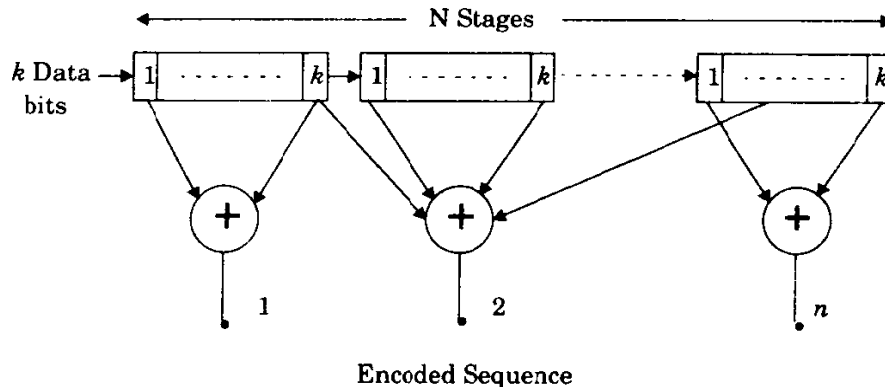 N Stages
k Data bits
1 ....... k 1 ....... k 1 ....... k
+ + +
1 2 n
Encoded Sequence